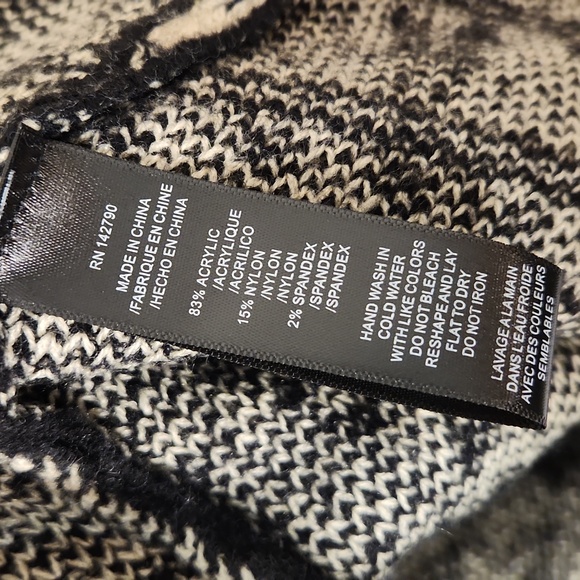 RN 142790
MADE IN CHINA
/FABRIQUE EN CHINE
/HECHO EN CHINA
83% ACRYLIC
/ACRYLIQUE
/ACRILICO
15% NYLON
/NYLON
/NYLON
2% SPANDEX
/SPANDEX
/SPANDEX
HAND WASH IN
COLD WATER
WITH LIKE COLORS
DO NOT BLEACH
RESHAPE AND LAY
FLAT TO DRY
DO NOT IRON
LAVAGE A LA MAIN
DANS L'EAU FROIDE
AVEC DES COULEURS
SEMBLABLES